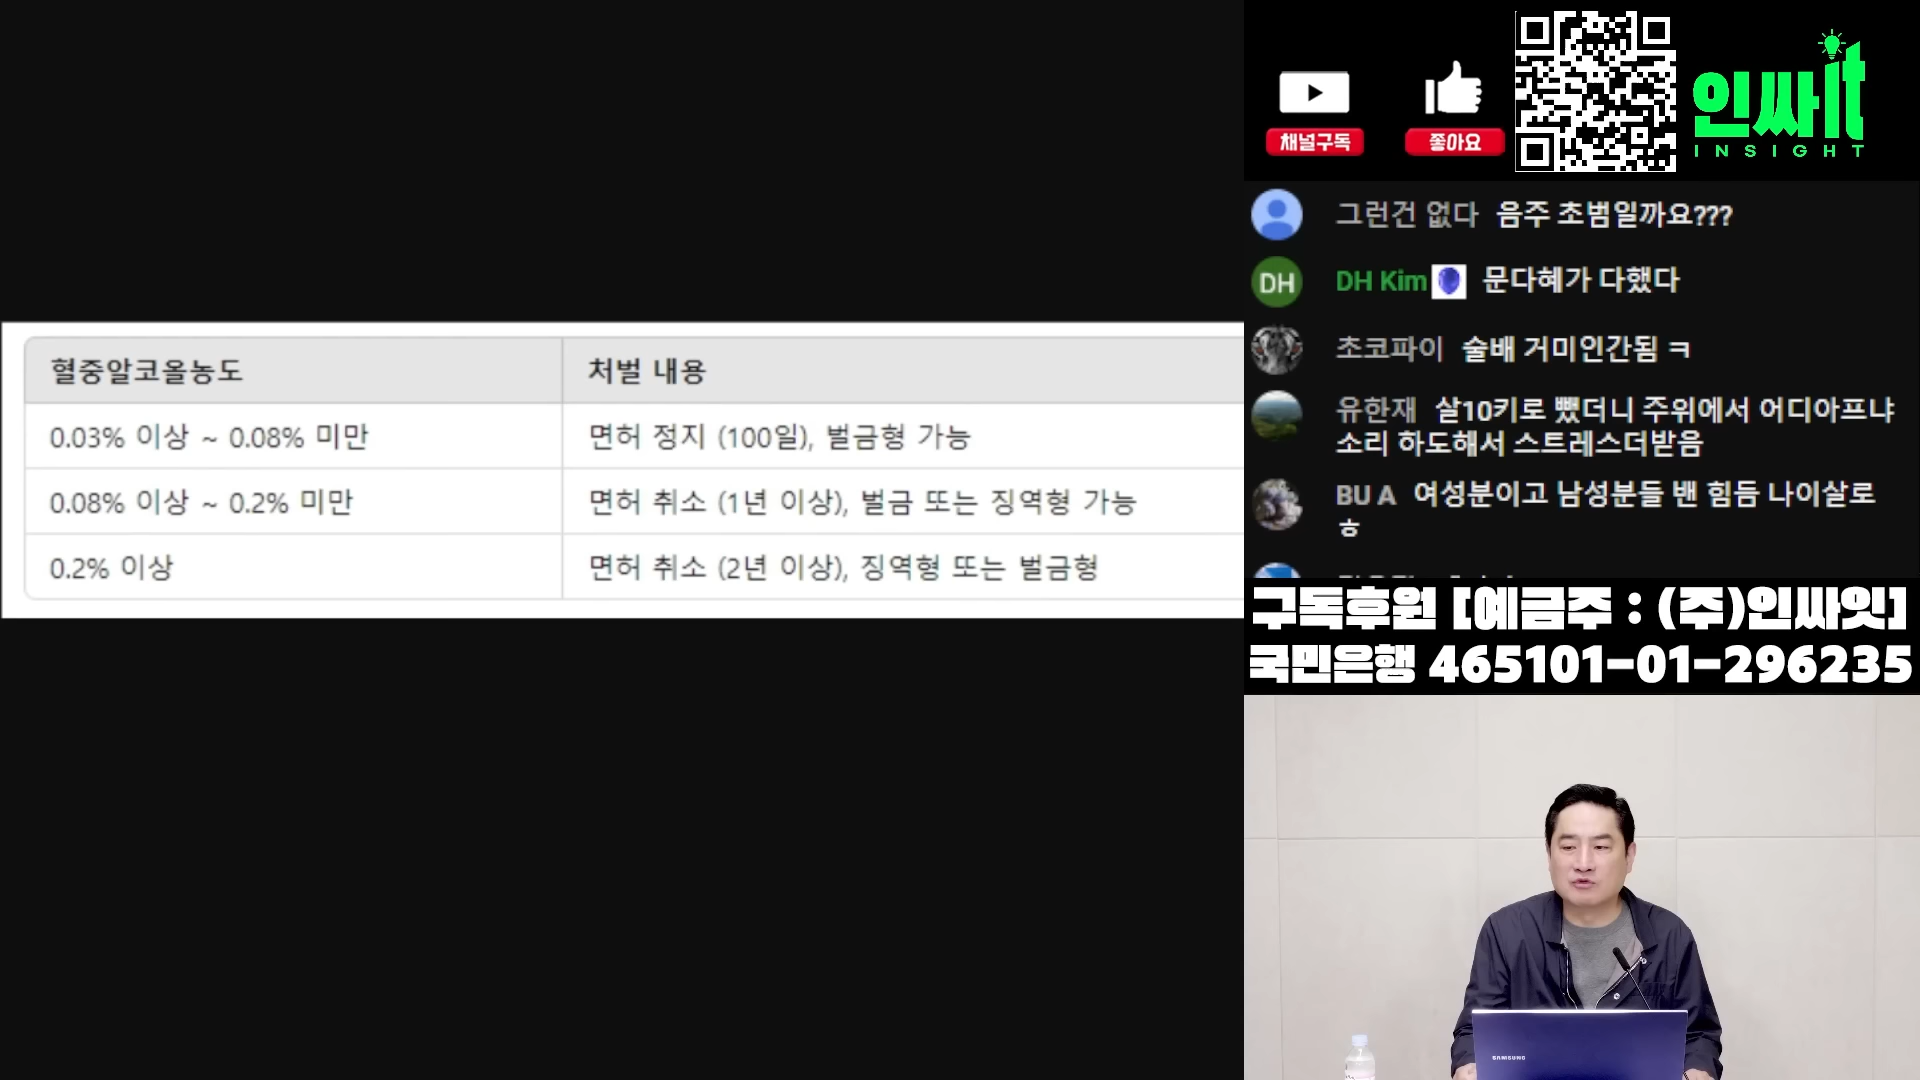 혈중알코올농도 처벌 내용
0.03% 이상 ~ 0.08% 미만 면허 정지 (100일), 벌금형 가능
0.08% 이상 ~ 0.2% 미만 면허 취소 (1년 이상), 벌금 또는 징역형 가능
0.2% 이상 면허 취소 (2년 이상), 징역형 또는 벌금형
채널구독
좋아요
인싸it
INSIGHT
그런건 없다 음주 초범일까요???
DH
DH Kim 문다혜가 다했다
초코파이 술배 거미인간됨 ㅋ
유한재 살10키로 뺐더니 주위에서 어디아프냐
소리 하도해서 스트레스더받음
BU A 여성분이고 남성분들 밴 힘듬 나이살로
ㅎ
구독후원 [예금주 : (주)인싸잇]
국민은행 465101-01-296235
SAMSUNG